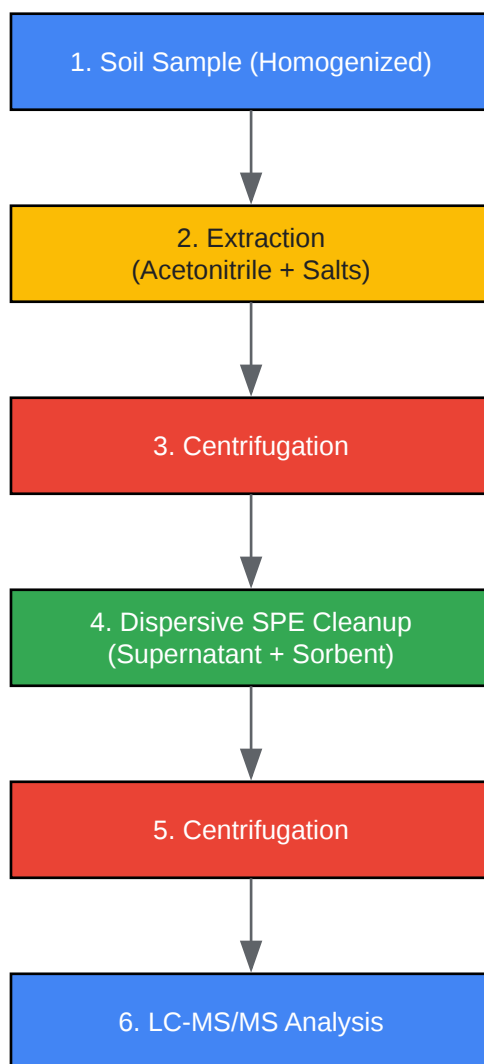 1. Soil Sample (Homogenized)
2. Extraction
(Acetonitrile + Salts)
3. Centrifugation
4. Dispersive SPE Cleanup
(Supernatant + Sorbent)
5. Centrifugation
6. LC-MS/MS Analysis